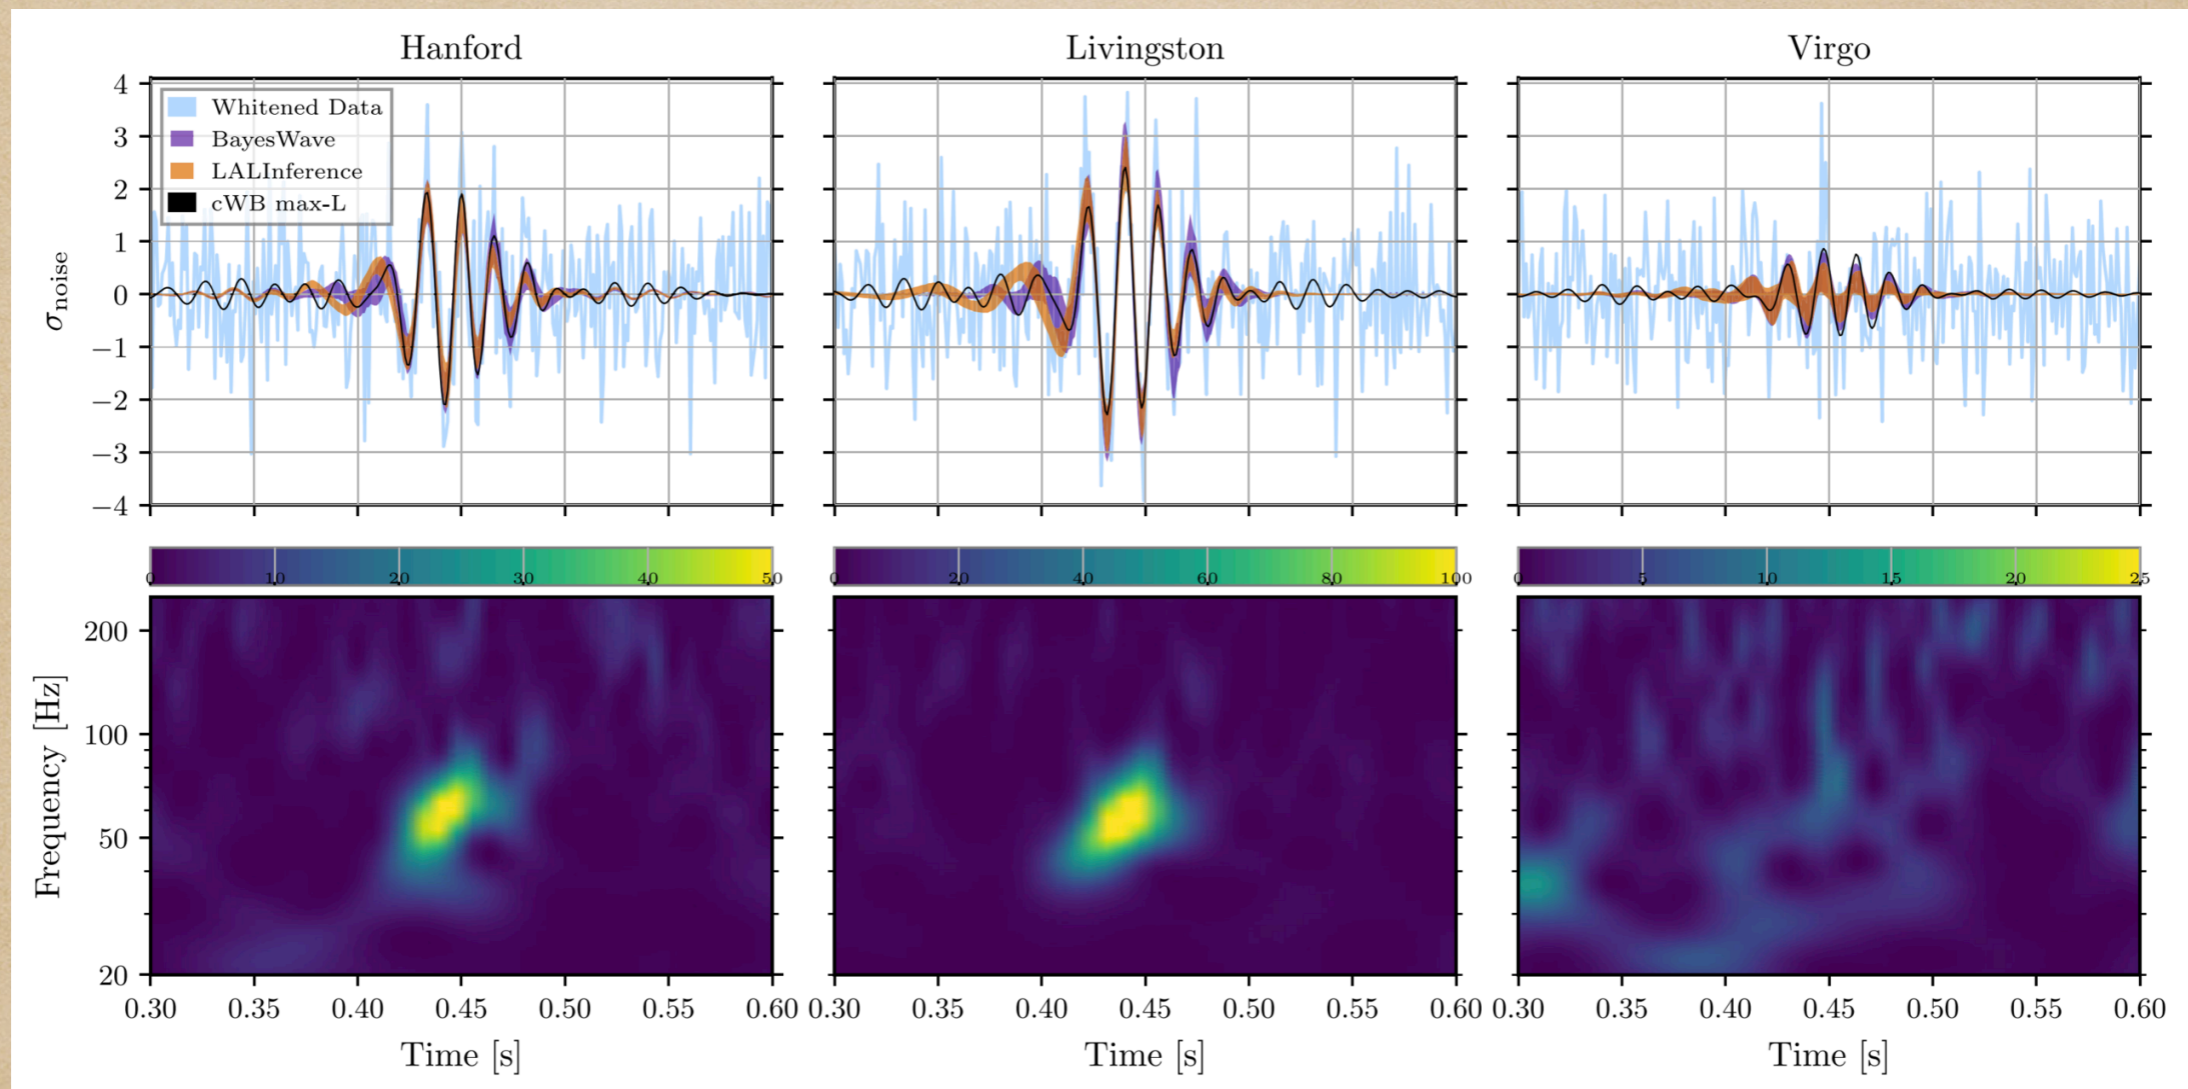 Hanford
Livingston
Virgo
4
3
2
1
0
−1
−2
−3
−4
σnoise
Whitened Data
BayesWave
LALInference
cWB max-L
0 10 20 30 40 50
0 20 40 60 80 100
0 5 10 15 20 25
200
100
50
20
Frequency [Hz]
0.30 0.35 0.40 0.45 0.50 0.55 0.60
0.30 0.35 0.40 0.45 0.50 0.55 0.60
0.30 0.35 0.40 0.45 0.50 0.55 0.60
Time [s]
Time [s]
Time [s]